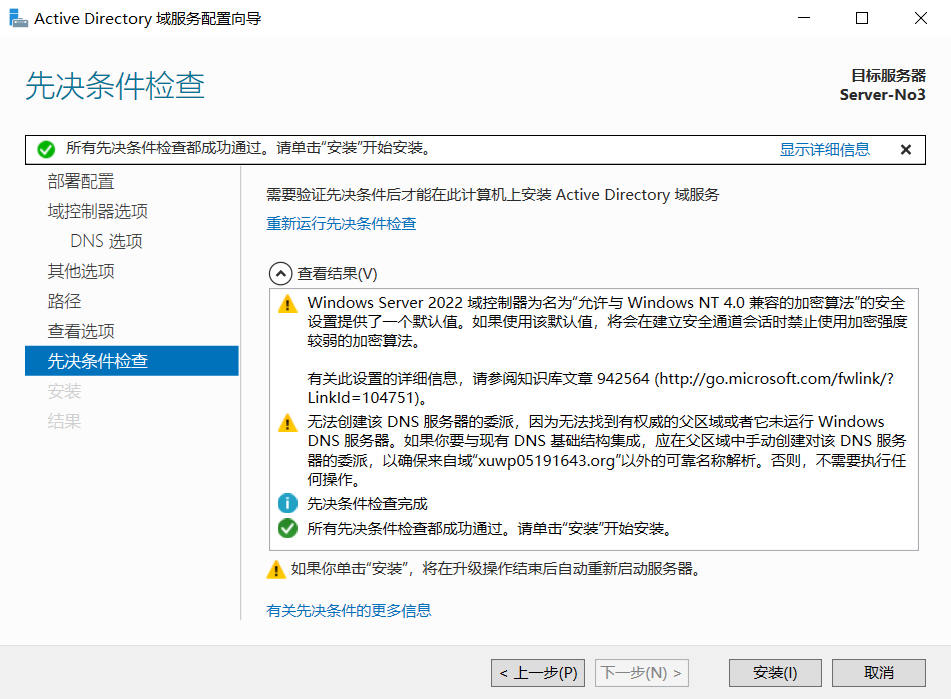 Active Directory 域服务配置向导
先决条件检查
目标服务器
Server-No3
所有先决条件检查都成功通过。请单击“安装”开始安装。
显示详细信息
部署配置
域控制器选项
DNS 选项
其他选项
路径
查看选项
先决条件检查
安装
结果
需要验证先决条件后才能在此计算机上安装 Active Directory 域服务
重新运行先决条件检查
查看结果(V)
Windows Server 2022 域控制器为名为“允许与 Windows NT 4.0 兼容的加密算法”的安全
设置提供了一个默认值。如果使用该默认值，将会在建立安全通道会话时禁止使用加密强度
较弱的加密算法。
有关此设置的详细信息，请参阅知识库文章 942564 (http://go.microsoft.com/fwlink/?
LinkId=104751)。
无法创建该 DNS 服务器的委派，因为无法找到有权威的父区域或者它未运行 Windows
DNS 服务器。如果你要与现有 DNS 基础结构集成，应在父区域中手动创建对该 DNS 服务
器的委派，以确保来自域“xuwp05191643.org”以外的可靠名称解析。否则，不需要执行任
何操作。
先决条件检查完成
所有先决条件检查都成功通过。请单击“安装”开始安装。
如果你单击“安装”，将在升级操作结束后自动重新启动服务器。
有关先决条件的更多信息
< 上一步(P)
下一步(N) >
安装(I)
取消